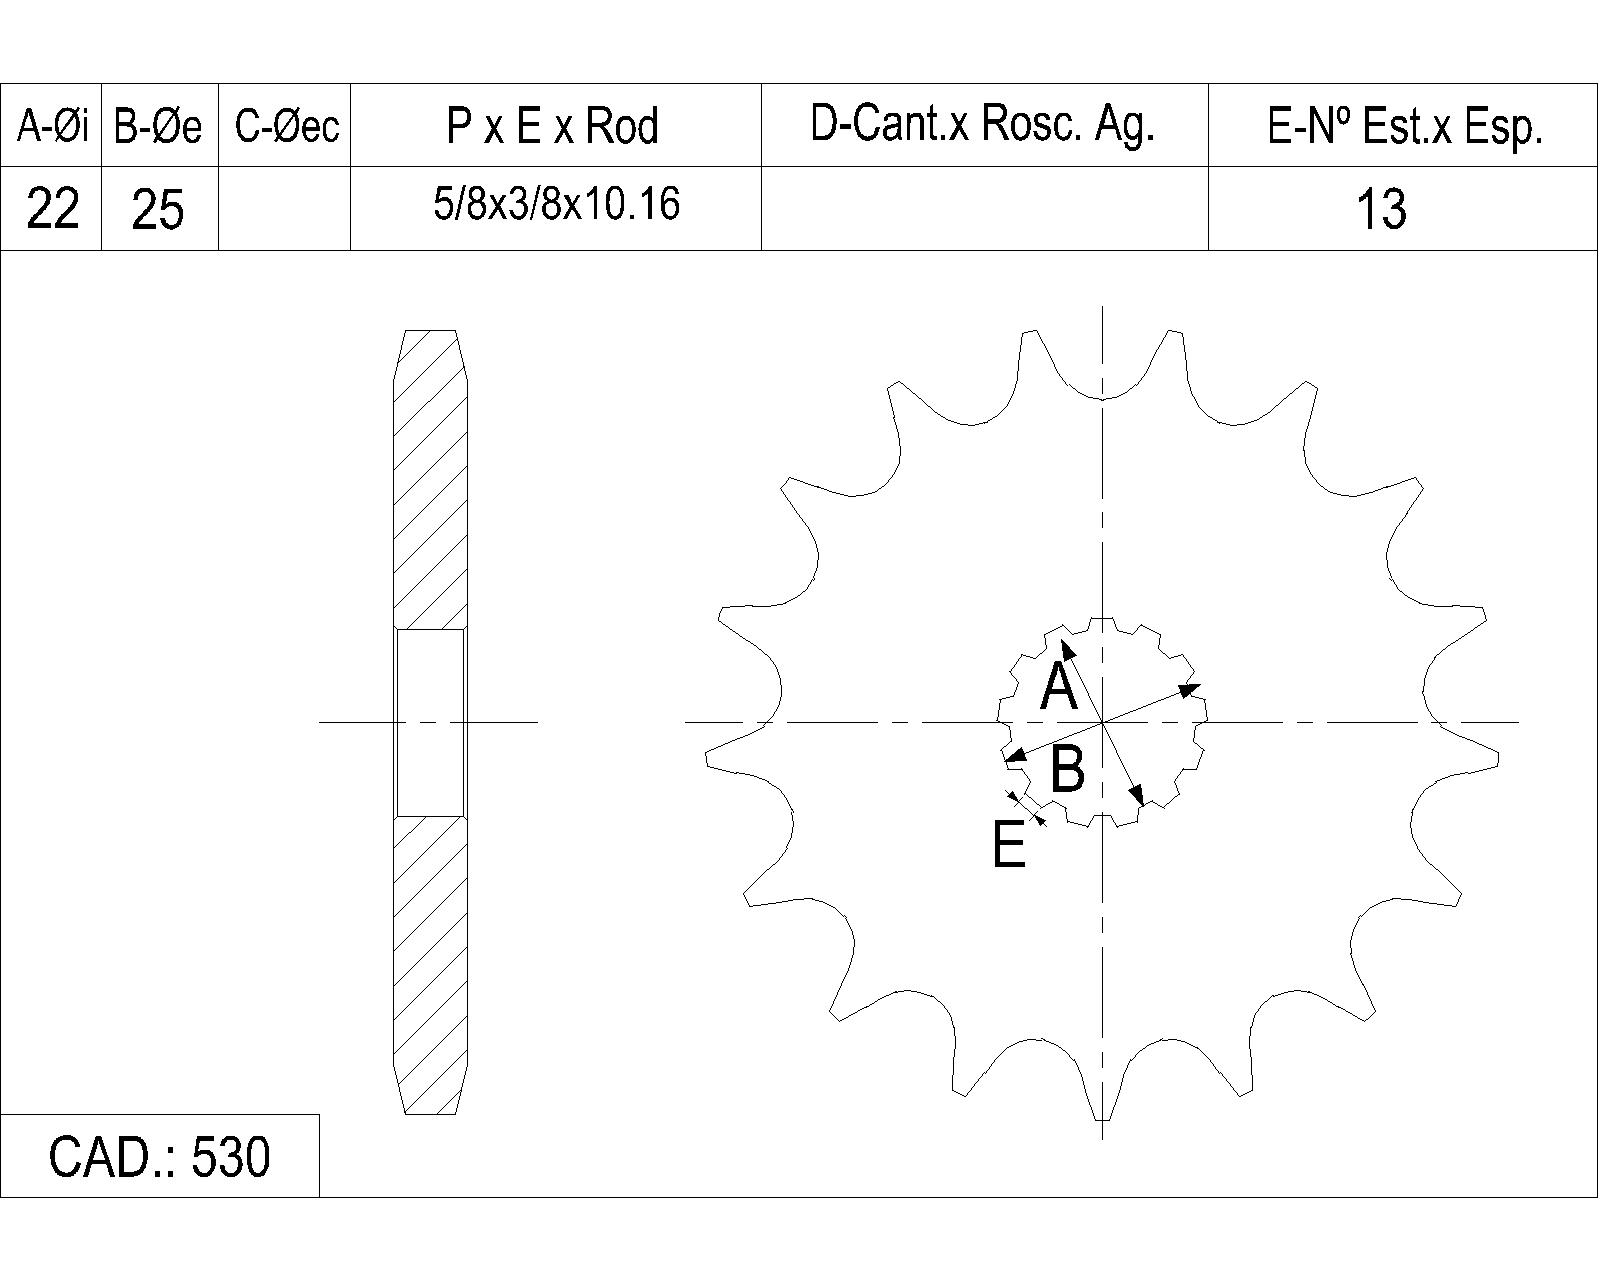 A-Øi B-Øe C-Øec P x E x Rod D-Cant.x Rosc. Ag. E-Nº Est.x Esp.
22 25 5/8x3/8x10.16 13
A
B
E
CAD.: 530